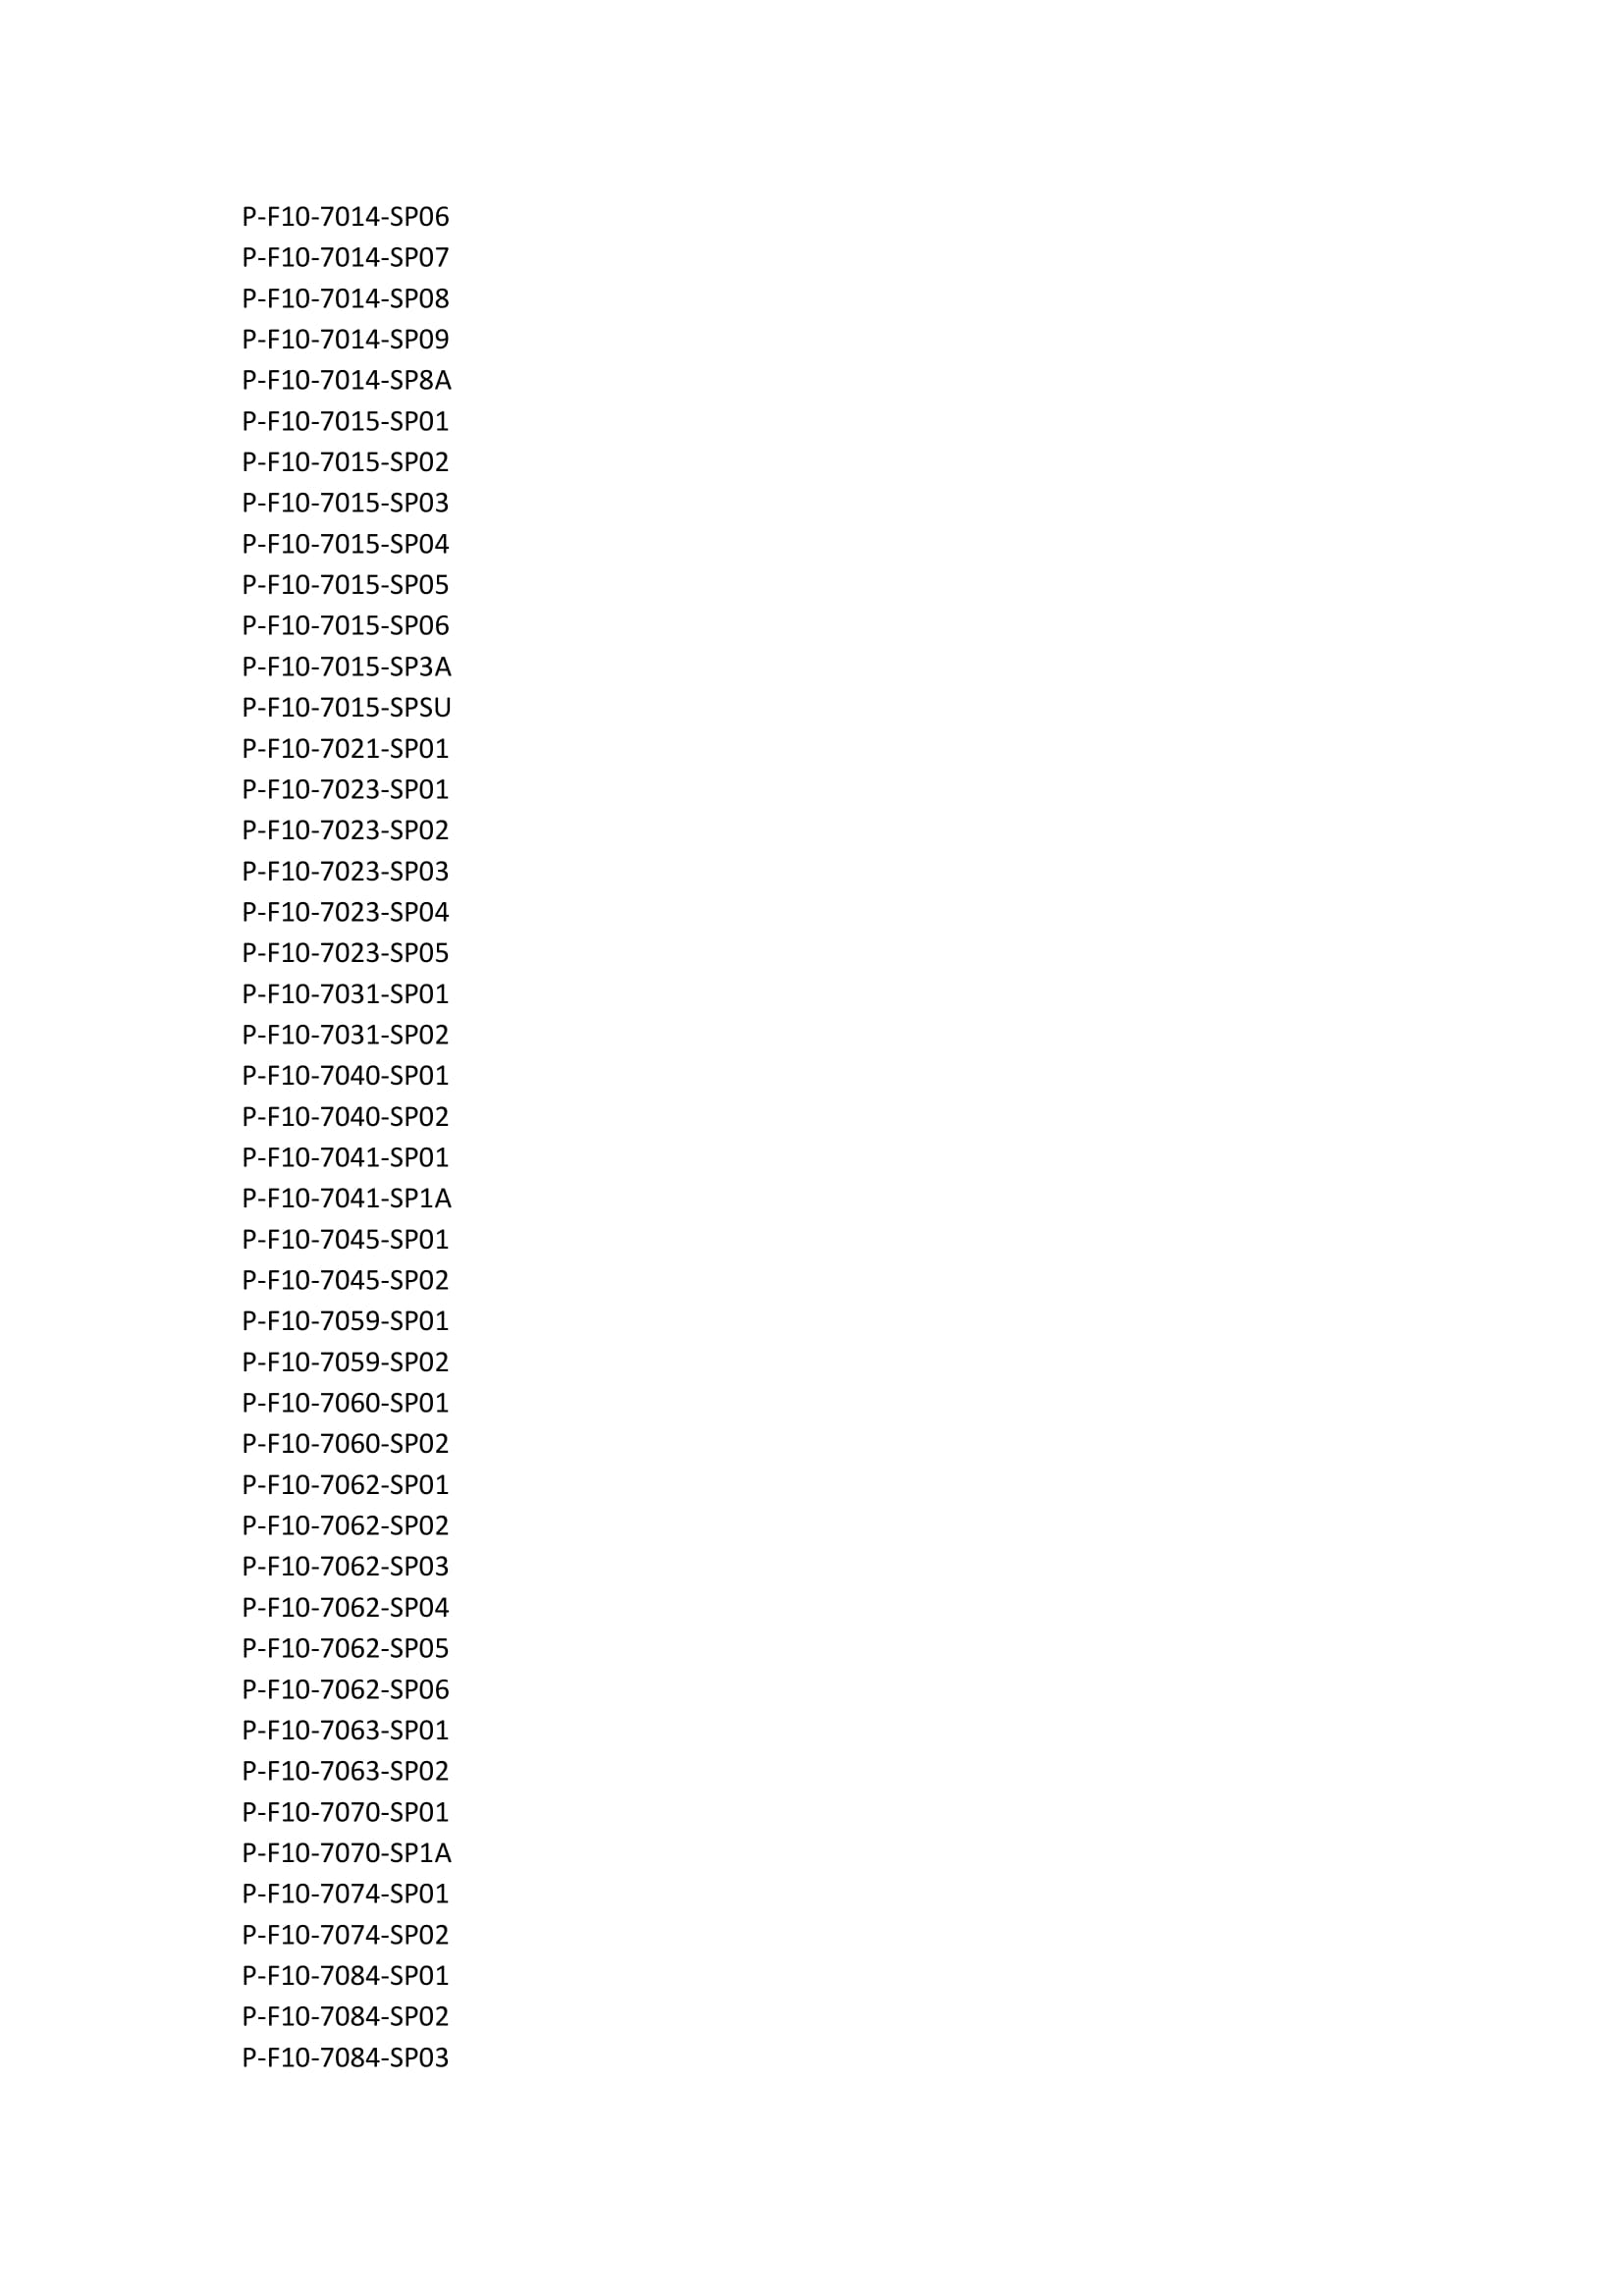 P-F10-7014-SP06
P-F10-7014-SP07
P-F10-7014-SP08
P-F10-7014-SP09
P-F10-7014-SP8A
P-F10-7015-SP01
P-F10-7015-SP02
P-F10-7015-SP03
P-F10-7015-SP04
P-F10-7015-SP05
P-F10-7015-SP06
P-F10-7015-SP3A
P-F10-7015-SPSU
P-F10-7021-SP01
P-F10-7023-SP01
P-F10-7023-SP02
P-F10-7023-SP03
P-F10-7023-SP04
P-F10-7023-SP05
P-F10-7031-SP01
P-F10-7031-SP02
P-F10-7040-SP01
P-F10-7040-SP02
P-F10-7041-SP01
P-F10-7041-SP1A
P-F10-7045-SP01
P-F10-7045-SP02
P-F10-7059-SP01
P-F10-7059-SP02
P-F10-7060-SP01
P-F10-7060-SP02
P-F10-7062-SP01
P-F10-7062-SP02
P-F10-7062-SP03
P-F10-7062-SP04
P-F10-7062-SP05
P-F10-7062-SP06
P-F10-7063-SP01
P-F10-7063-SP02
P-F10-7070-SP01
P-F10-7070-SP1A
P-F10-7074-SP01
P-F10-7074-SP02
P-F10-7084-SP01
P-F10-7084-SP02
P-F10-7084-SP03